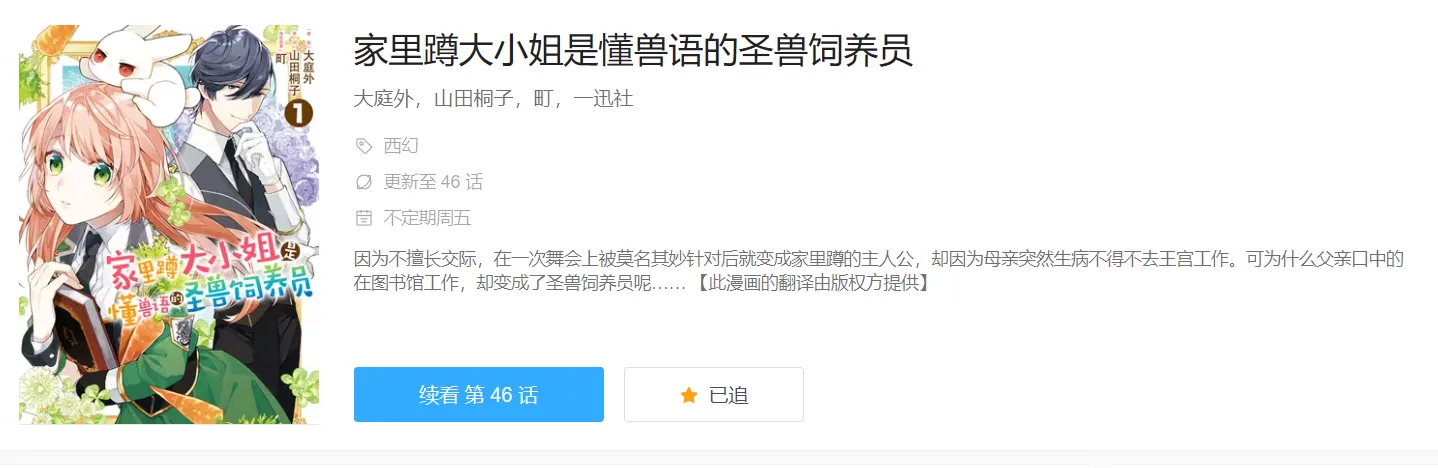 大庭外
山田桐子
町
1
家里蹲大小姐是
懂兽语的圣兽饲养员
家里蹲大小姐是懂兽语的圣兽饲养员
大庭外，山田桐子，町，一迅社
西幻
更新至 46 话
不定期周五
因为不擅长交际，在一次舞会上被莫名其妙针对后就变成家里蹲的主人公，却因为母亲突然生病不得不去王宫工作。可为什么父亲口中的
在图书馆工作，却变成了圣兽饲养员呢……【此漫画的翻译由版权方提供】
续看 第 46 话
已追